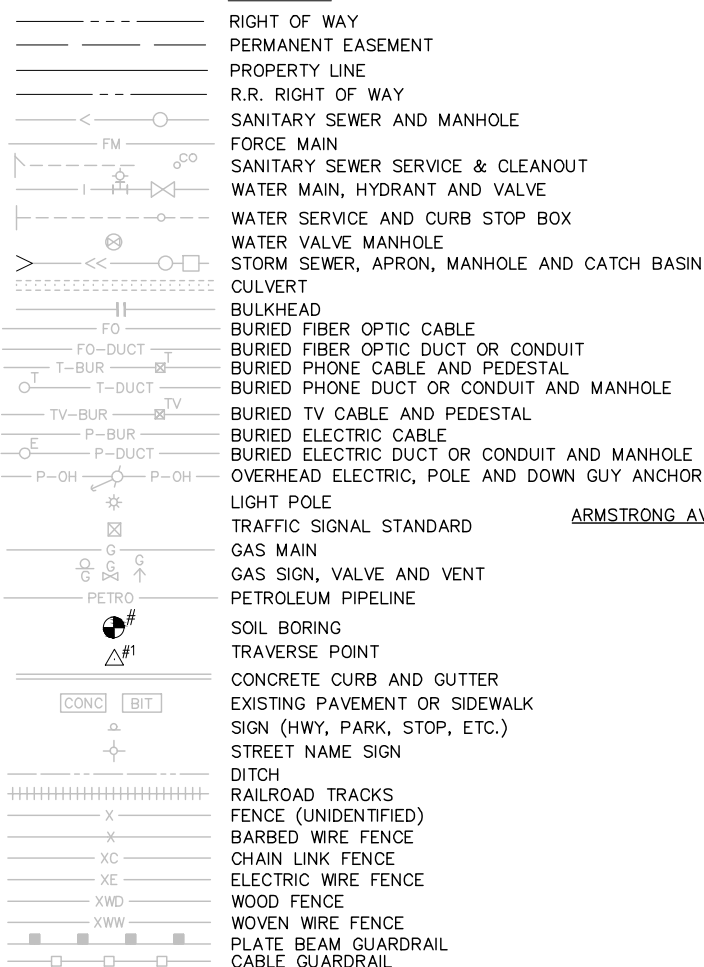 RIGHT OF WAY
PERMANENT EASEMENT
PROPERTY LINE
R.R. RIGHT OF WAY
< SANITARY SEWER AND MANHOLE
FM FORCE MAIN
CO SANITARY SEWER SERVICE & CLEANOUT
I WATER MAIN, HYDRANT AND VALVE
WATER SERVICE AND CURB STOP BOX
WATER VALVE MANHOLE
> << STORM SEWER, APRON, MANHOLE AND CATCH BASIN
CULVERT
BULKHEAD
FO BURIED FIBER OPTIC CABLE
FO-DUCT BURIED FIBER OPTIC DUCT OR CONDUIT
T-BUR T BURIED PHONE CABLE AND PEDESTAL
T T-DUCT BURIED PHONE DUCT OR CONDUIT AND MANHOLE
TV-BUR TV BURIED TV CABLE AND PEDESTAL
P-BUR BURIED ELECTRIC CABLE
E P-DUCT BURIED ELECTRIC DUCT OR CONDUIT AND MANHOLE
P-OH P-OH OVERHEAD ELECTRIC, POLE AND DOWN GUY ANCHOR
LIGHT POLE
ARMSTRONG AV
TRAFFIC SIGNAL STANDARD
G GAS MAIN
G G G GAS SIGN, VALVE AND VENT
PETRO PETROLEUM PIPELINE
# SOIL BORING
#1 TRAVERSE POINT
CONCRETE CURB AND GUTTER
CONC BIT EXISTING PAVEMENT OR SIDEWALK
SIGN (HWY, PARK, STOP, ETC.)
STREET NAME SIGN
DITCH
RAILROAD TRACKS
X FENCE (UNIDENTIFIED)
X BARBED WIRE FENCE
XC CHAIN LINK FENCE
XE ELECTRIC WIRE FENCE
XWD WOOD FENCE
XWW WOVEN WIRE FENCE
PLATE BEAM GUARDRAIL
CABLE GUARDRAIL